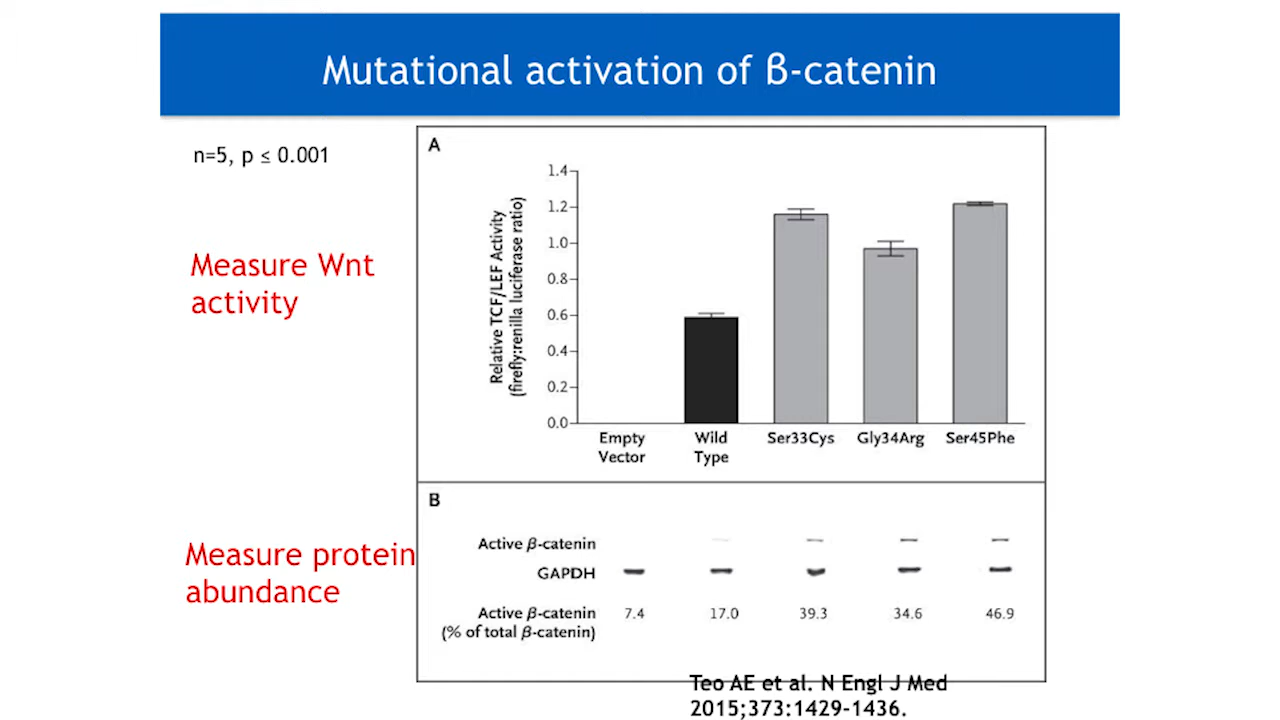 Mutational activation of β-catenin
n=5, p ≤ 0.001
Measure Wnt
activity
A
Relative TCF/LEF Activity
(firefly:renilla luciferase ratio)
1.4
1.2
1.0
0.8
0.6
0.4
0.2
0.0
Empty Vector
Wild Type
Ser33Cys
Gly34Arg
Ser45Phe
Measure protein
abundance
B
Active β-catenin
GAPDH
Active β-catenin 7.4 17.0 39.3 34.6 46.9
(% of total β-catenin)
Teo AE et al. N Engl J Med
2015;373:1429-1436.